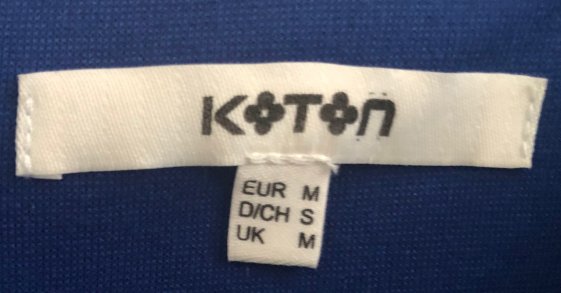 KOTON
EUR M
D/CH S
UK M